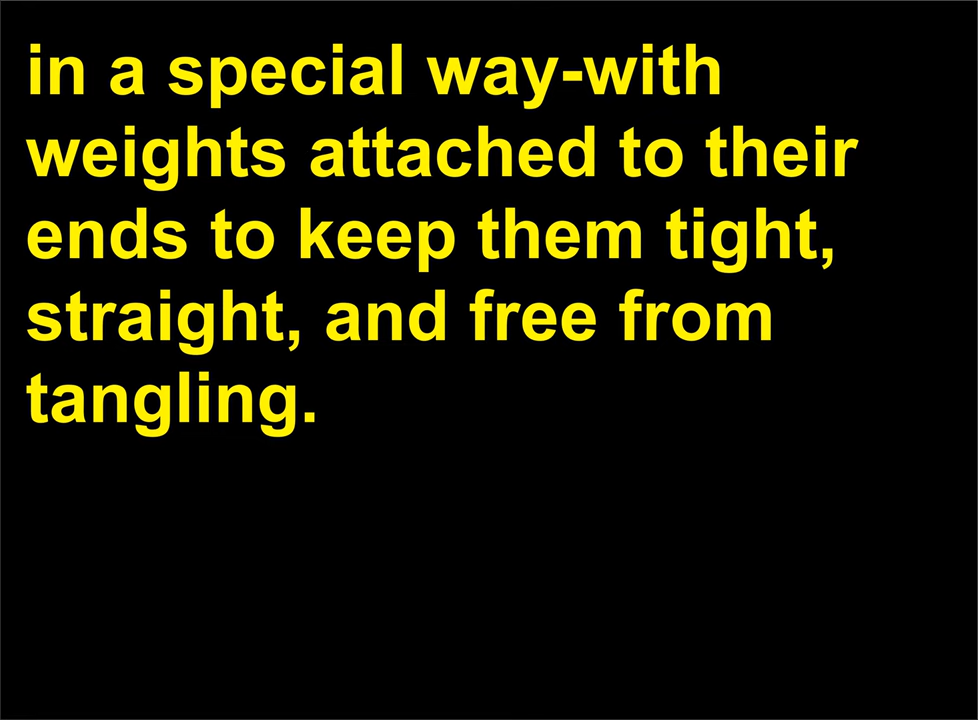 in a special way-with
weights attached to their
ends to keep them tight,
straight, and free from
tangling.